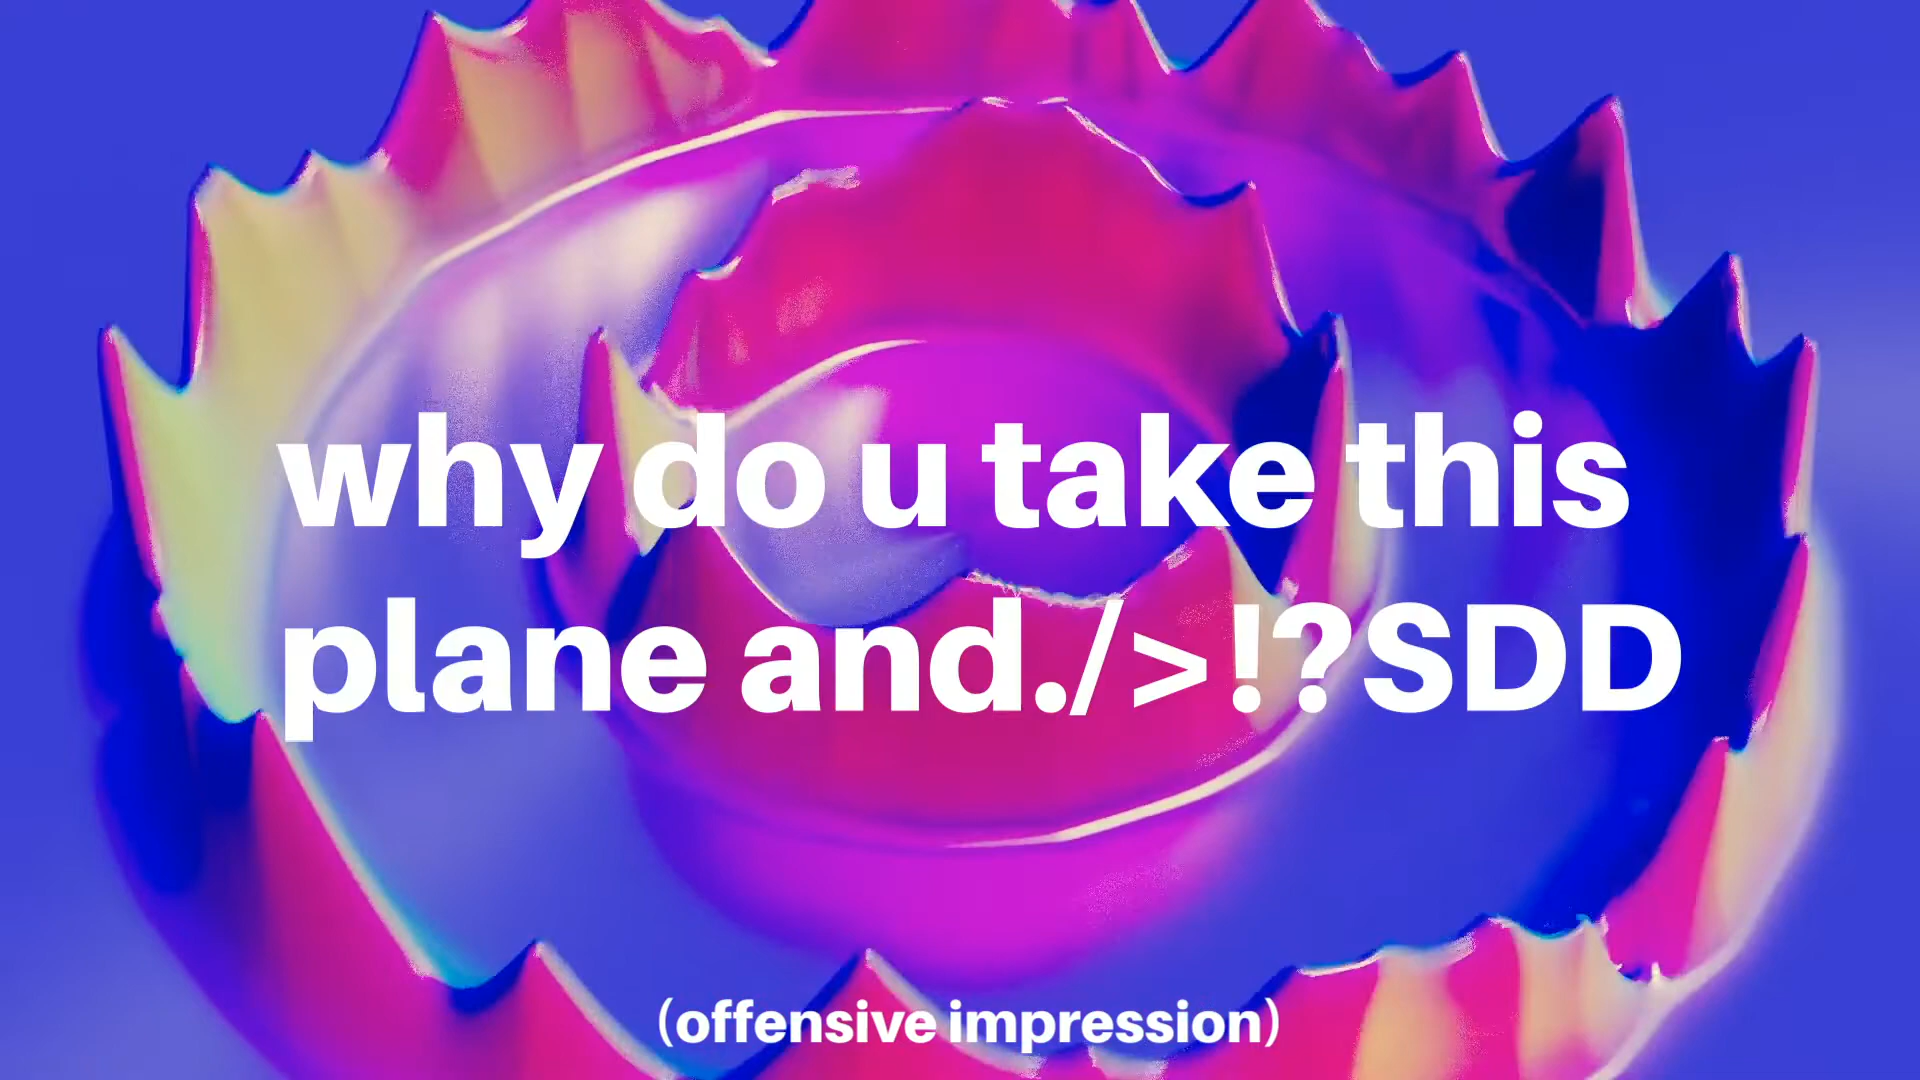 why do u take this
plane and./>!?SDD
(offensive impression)